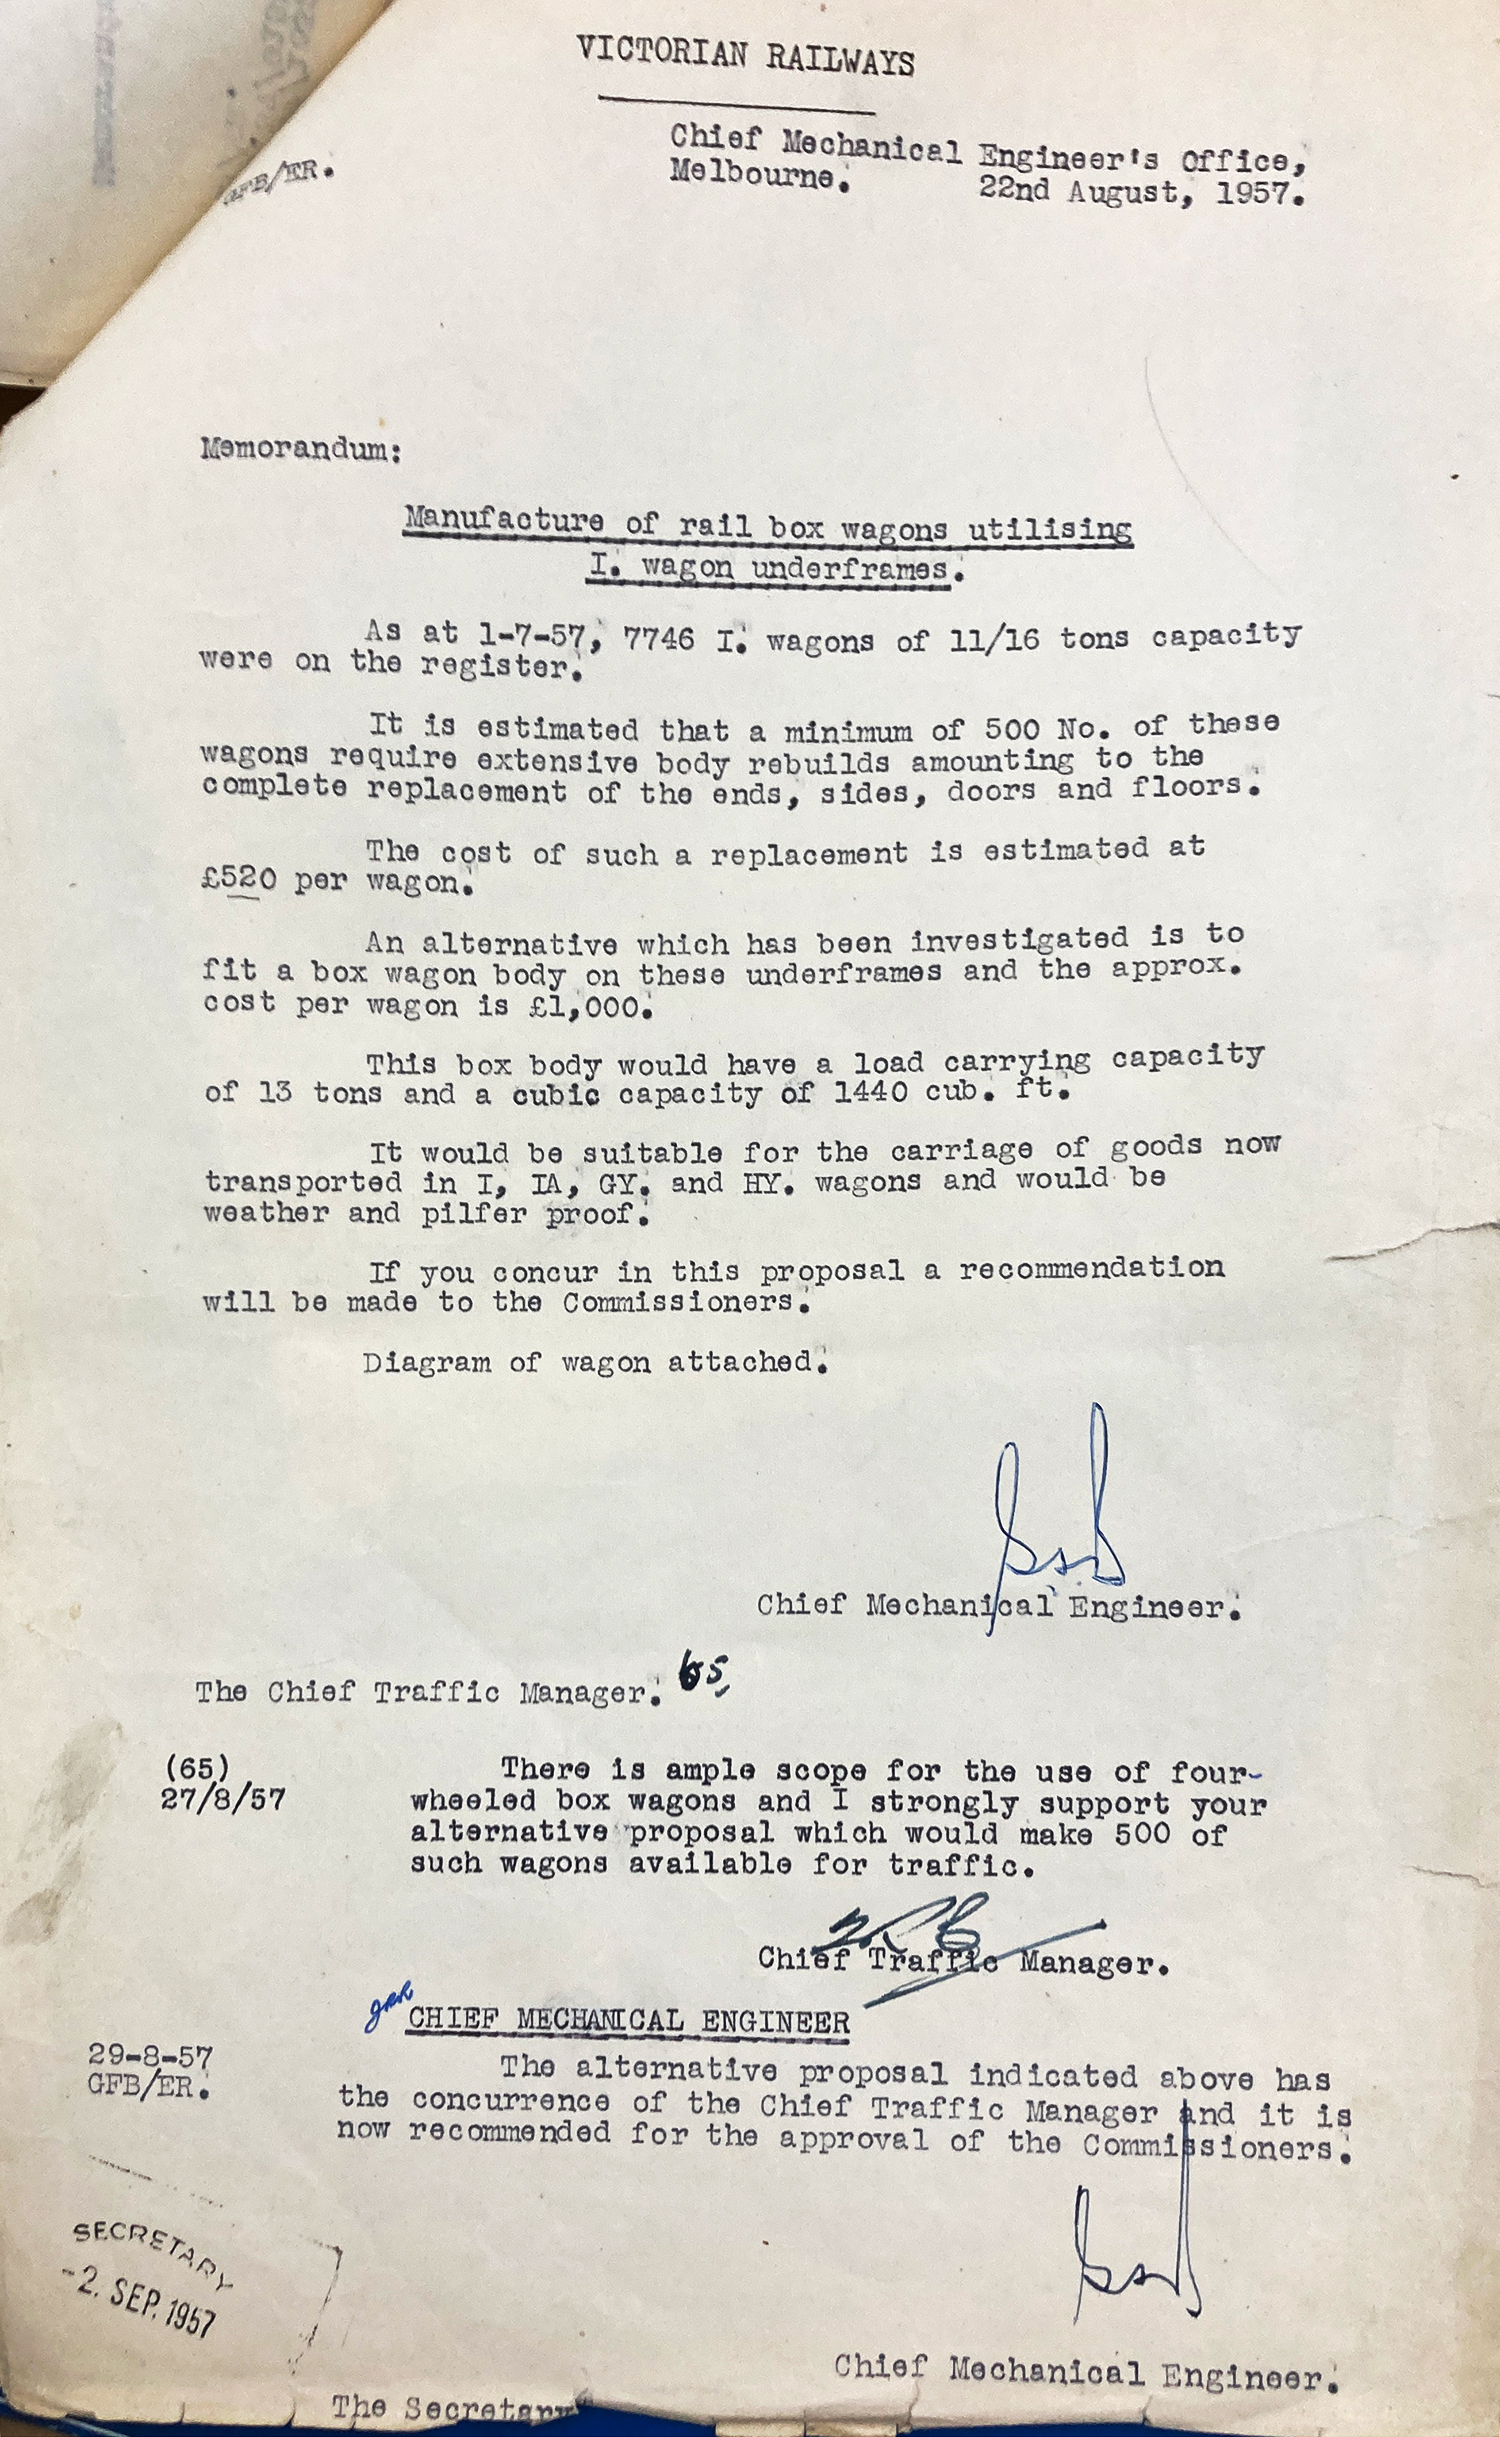 VICTORIAN RAILWAYS
GFB/ER.
Chief Mechanical Engineer's Office,
Melbourne. 22nd August, 1957.
Memorandum:
Manufacture of rail box wagons utilising
I. wagon underframes.
As at 1-7-57, 7746 I. wagons of 11/16 tons capacity
were on the register.
It is estimated that a minimum of 500 No. of these
wagons require extensive body rebuilds amounting to the
complete replacement of the ends, sides, doors and floors.
The cost of such a replacement is estimated at
£520 per wagon.
An alternative which has been investigated is to
fit a box wagon body on these underframes and the approx.
cost per wagon is £1,000.
This box body would have a load carrying capacity
of 13 tons and a cubic capacity of 1440 cub. ft.
It would be suitable for the carriage of goods now
transported in I, IA, GY. and HY. wagons and would be
weather and pilfer proof.
If you concur in this proposal a recommendation
will be made to the Commissioners.
Diagram of wagon attached.
Chief Mechanical Engineer.
The Chief Traffic Manager. 65
(65)
27/8/57
There is ample scope for the use of four-
wheeled box wagons and I strongly support your
alternative proposal which would make 500 of
such wagons available for traffic.
Chief Traffic Manager.
CHIEF MECHANICAL ENGINEER
29-8-57
GFB/ER.
The alternative proposal indicated above has
the concurrence of the Chief Traffic Manager and it is
now recommended for the approval of the Commissioners.
SECRETARY
-2. SEP. 1957
Chief Mechanical Engineer.
The Secretary